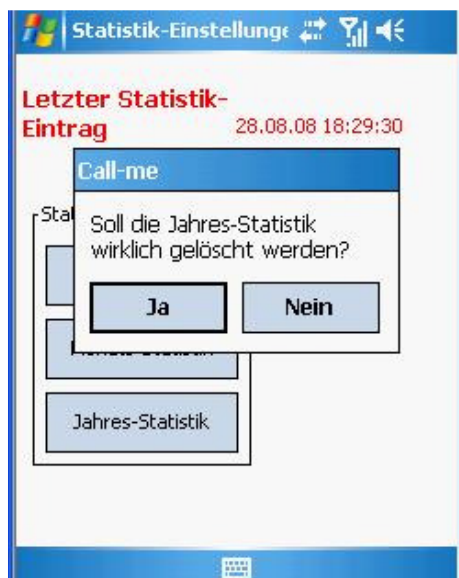 Statistik-Einstellunge
Letzter Statistik-
Eintrag 28.08.08 18:29:30
Call-me
Soll die Jahres-Statistik
wirklich gelöscht werden?
Ja Nein
Jahres-Statistik